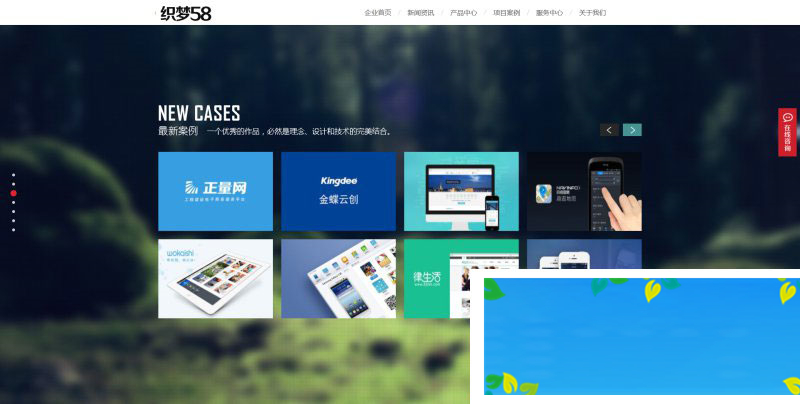 织梦58
企业首页 / 新闻资讯 / 产品中心 / 项目案例 / 服务中心 / 关于我们
NEW CASES
最新案例 一个优秀的作品，必然是理念、设计和技术的完美结合。
在线咨询
正量网
Kingdee
金蝶云创
NAVINFO
wokaishi
律生活